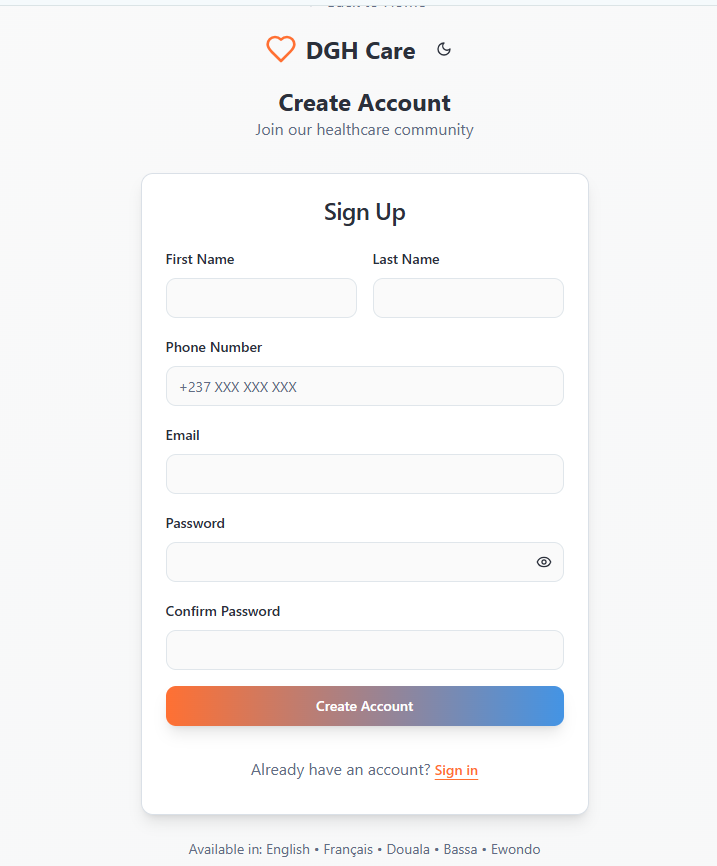 DGH Care
Create Account
Join our healthcare community
Sign Up
First Name
Last Name
Phone Number
+237 XXX XXX XXX
Email
Password
Confirm Password
Create Account
Already have an account? Sign in
Available in: English • Français • Douala • Bassa • Ewondo